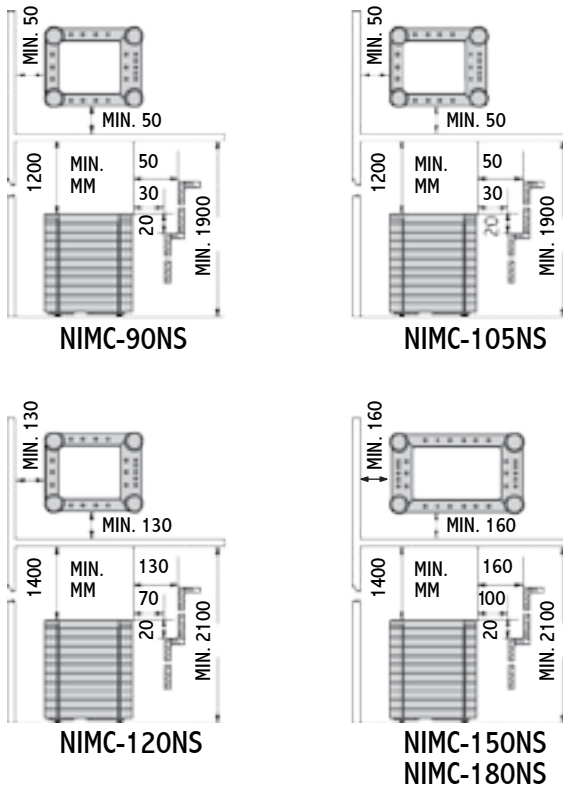 MIN. 50
MIN. 50
1200
MIN.
MM
50
30
20
MIN. 1900
NIMC-90NS
MIN. 50
MIN. 50
1200
MIN.
MM
50
30
20
MIN. 1900
NIMC-105NS
MIN. 130
MIN. 130
1400
MIN.
MM
130
70
20
MIN. 2100
NIMC-120NS
MIN. 160
MIN. 160
1400
MIN.
MM
160
100
20
MIN. 2100
NIMC-150NS
NIMC-180NS